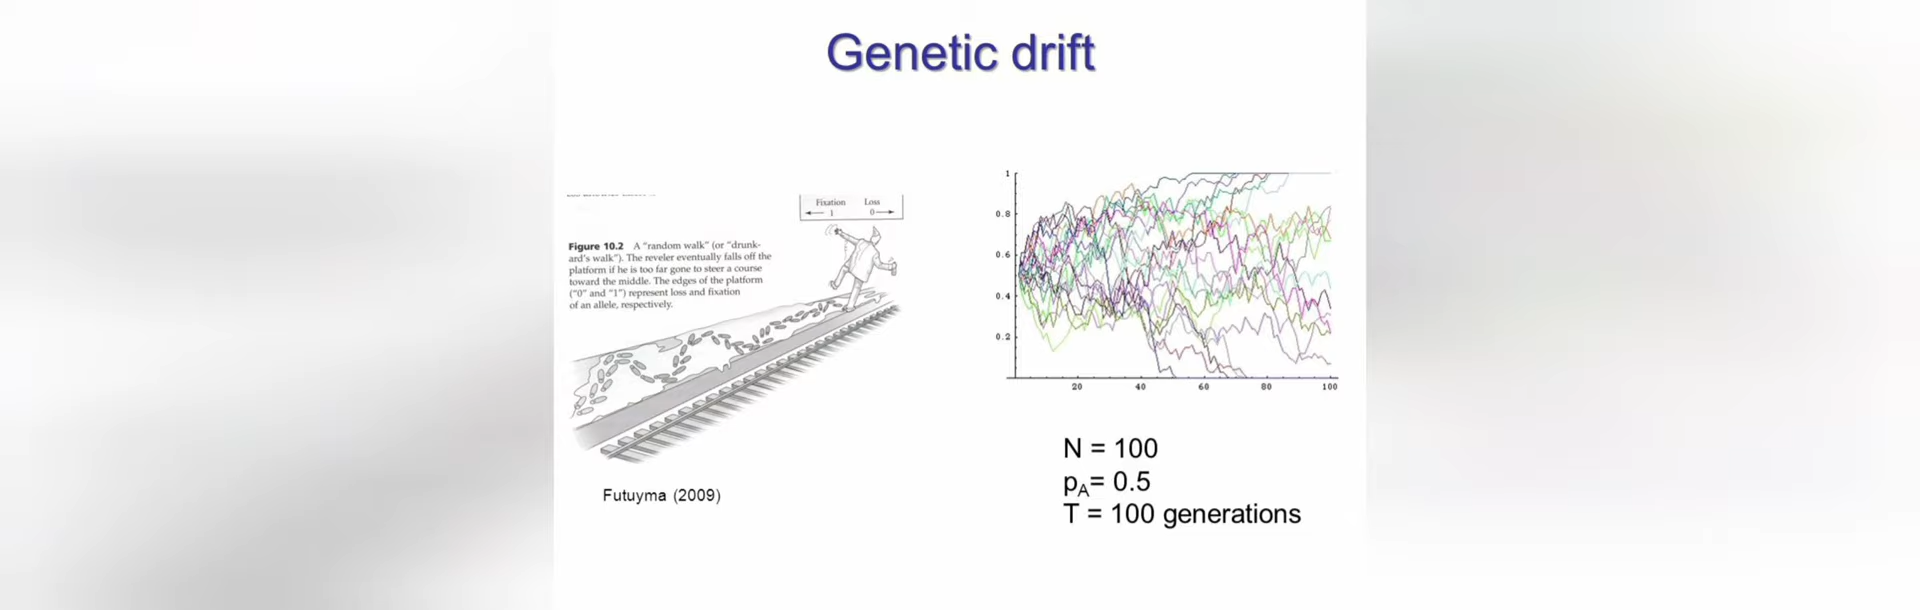 Genetic drift
Fixation Loss
1 0
Figure 10.2 A "random walk" (or "drunk-
ard's walk"). The reveler eventually falls off the
platform if he is too far gone to steer a course
toward the middle. The edges of the platform
("0" and "1") represent loss and fixation
of an allele, respectively.
Futuyma (2009)
1
0.8
0.6
0.4
0.2
20 40 60 80 100
N = 100
pA= 0.5
T = 100 generations